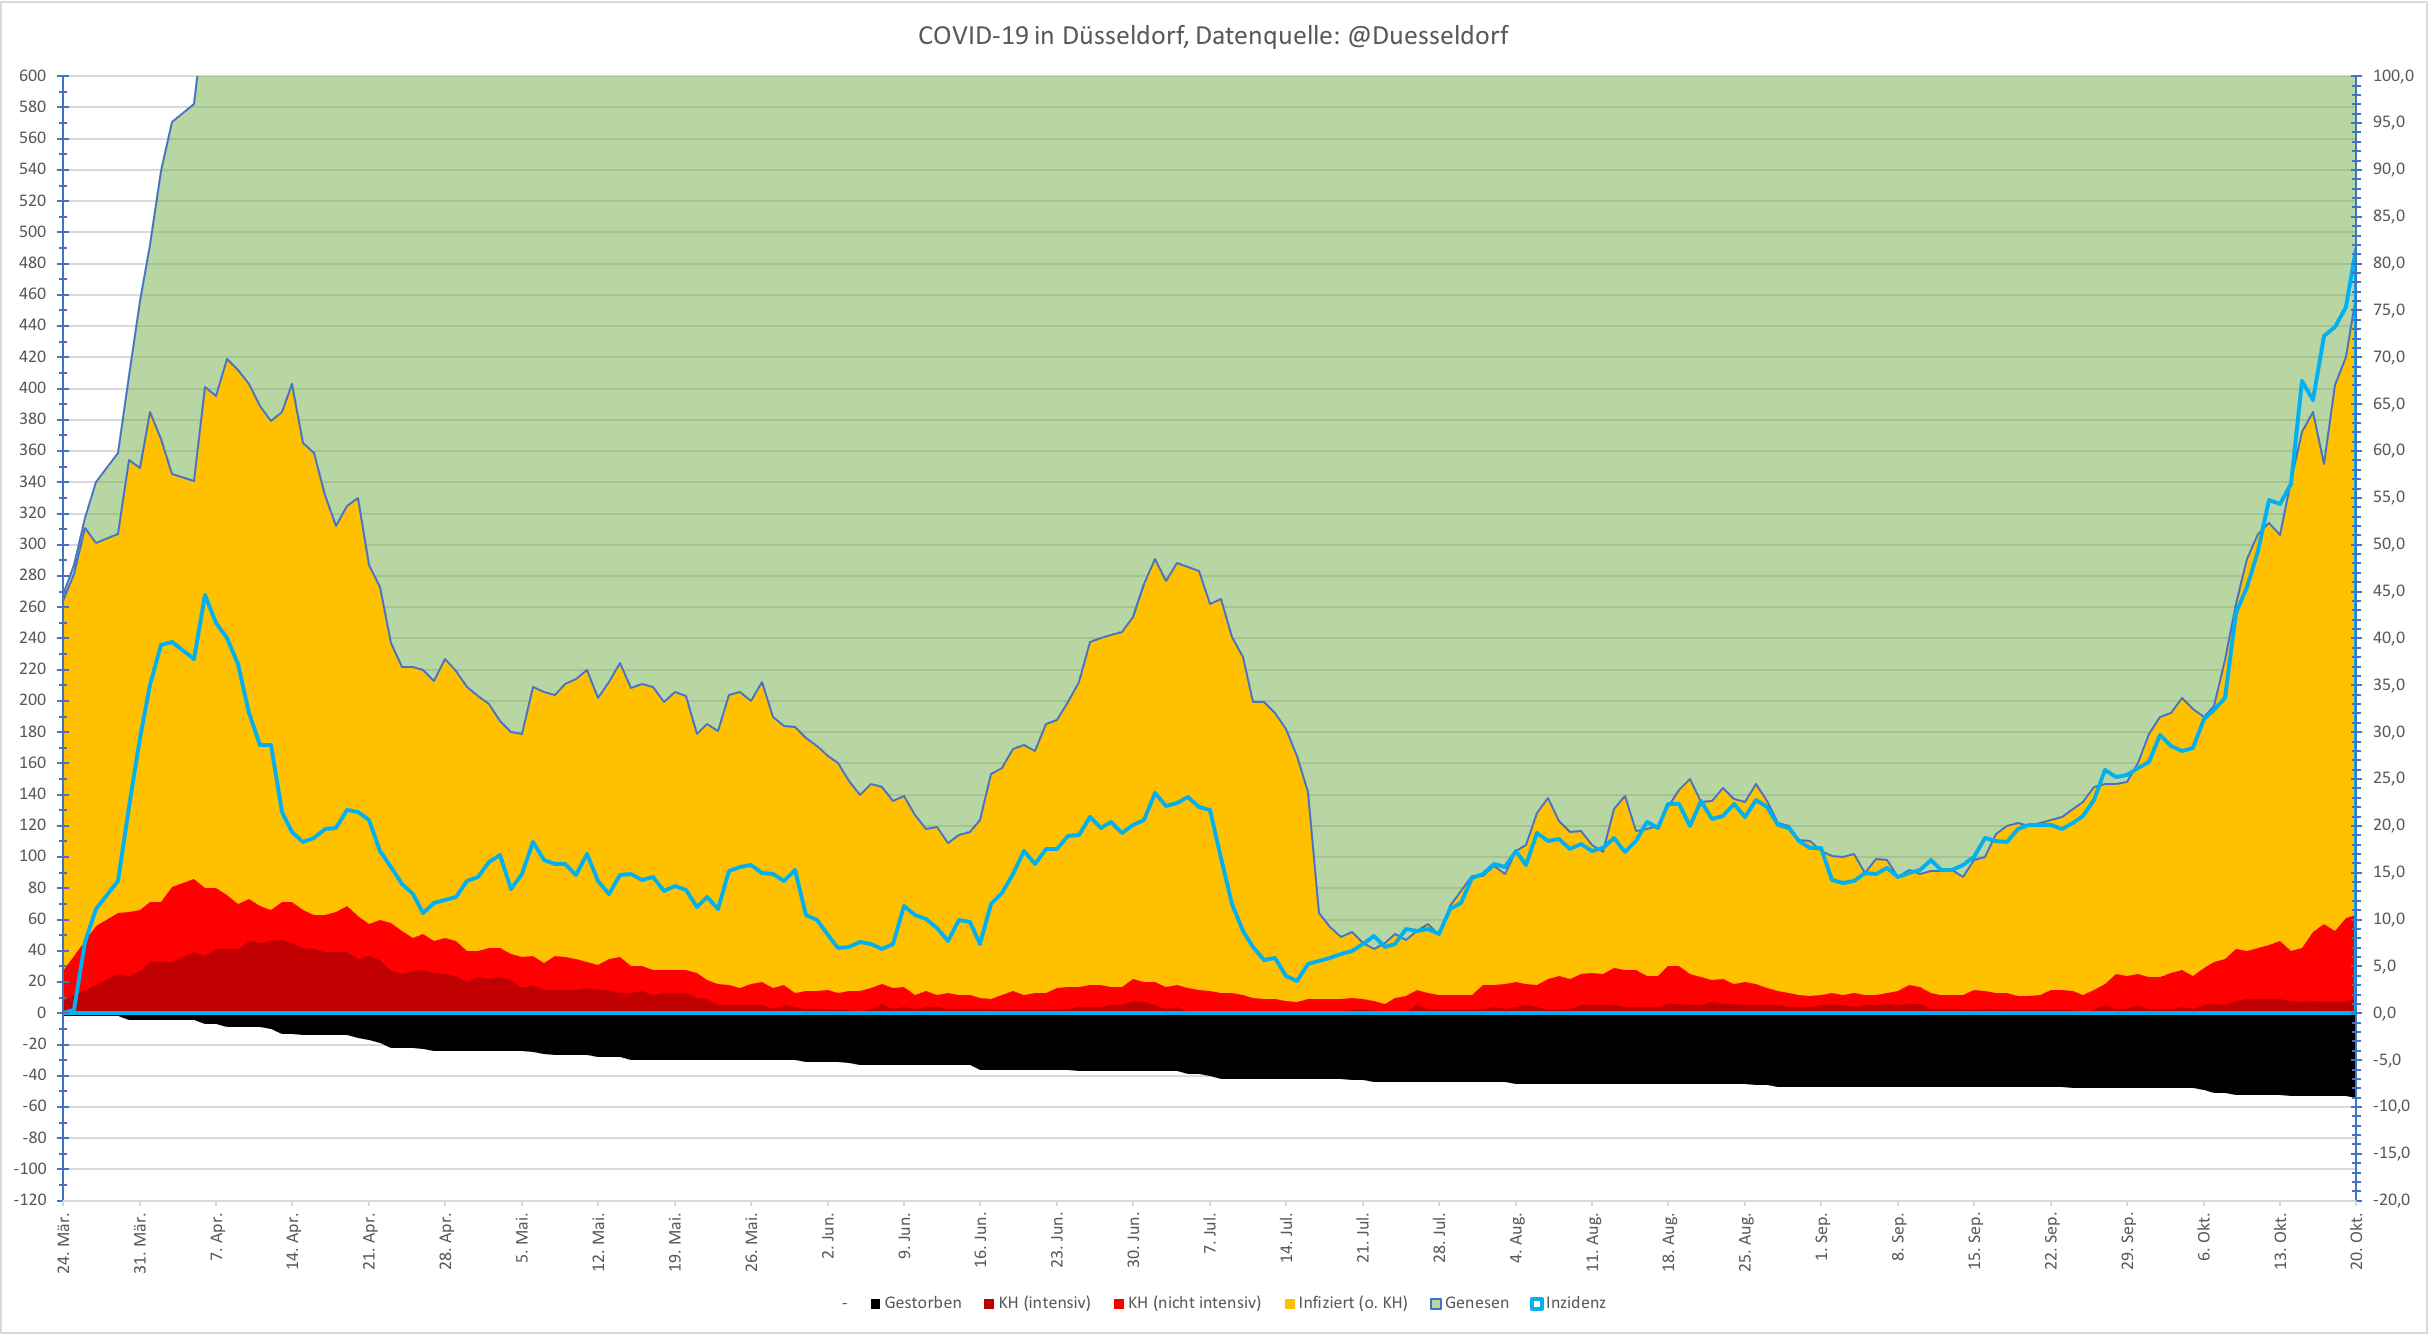 COVID-19 in Düsseldorf, Datenquelle: @Duesseldorf
600
580
560
540
520
500
480
460
440
420
400
380
360
340
320
300
280
260
240
220
200
180
160
140
120
100
80
60
40
20
0
-20
-40
-60
-80
-100
-120
100,0
95,0
90,0
85,0
80,0
75,0
70,0
65,0
60,0
55,0
50,0
45,0
40,0
35,0
30,0
25,0
20,0
15,0
10,0
5,0
0,0
-5,0
-10,0
-15,0
-20,0
24. Mär.
31. Mär.
7. Apr.
14. Apr.
21. Apr.
28. Apr.
5. Mai.
12. Mai.
19. Mai.
26. Mai.
2. Jun.
9. Jun.
16. Jun.
23. Jun.
30. Jun.
7. Jul.
14. Jul.
21. Jul.
28. Jul.
4. Aug.
11. Aug.
18. Aug.
25. Aug.
1. Sep.
8. Sep.
15. Sep.
22. Sep.
29. Sep.
6. Okt.
13. Okt.
20. Okt.
- Gestorben KH (intensiv) KH (nicht intensiv) Infiziert (o. KH) Genesen Inzidenz